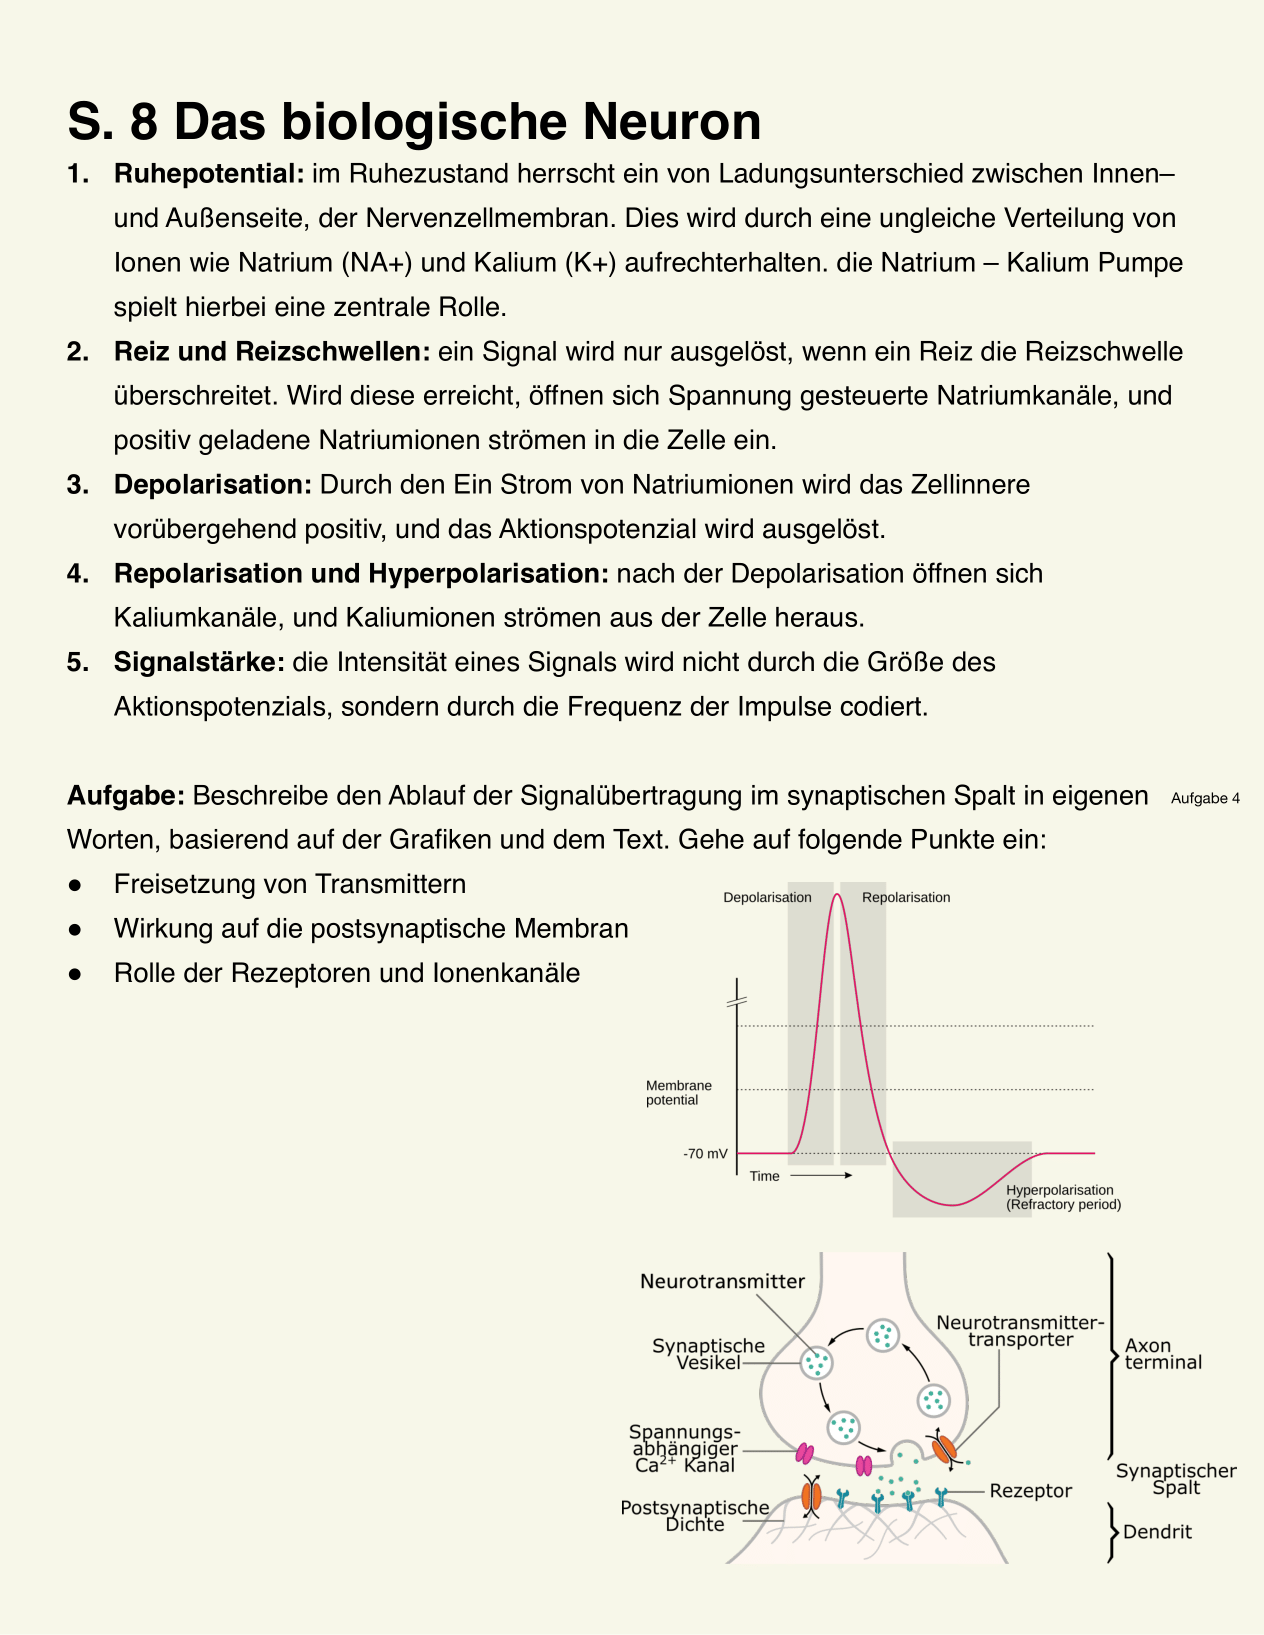 S. 8 Das biologische Neuron
1. Ruhepotential: im Ruhezustand herrscht ein von Ladungsunterschied zwischen Innen–
und Außenseite, der Nervenzellmembran. Dies wird durch eine ungleiche Verteilung von
Ionen wie Natrium (NA+) und Kalium (K+) aufrechterhalten. die Natrium – Kalium Pumpe
spielt hierbei eine zentrale Rolle.
2. Reiz und Reizschwellen: ein Signal wird nur ausgelöst, wenn ein Reiz die Reizschwelle
überschreitet. Wird diese erreicht, öffnen sich Spannung gesteuerte Natriumkanäle, und
positiv geladene Natriumionen strömen in die Zelle ein.
3. Depolarisation: Durch den Ein Strom von Natriumionen wird das Zellinnere
vorübergehend positiv, und das Aktionspotenzial wird ausgelöst.
4. Repolarisation und Hyperpolarisation: nach der Depolarisation öffnen sich
Kaliumkanäle, und Kaliumionen strömen aus der Zelle heraus.
5. Signalstärke: die Intensität eines Signals wird nicht durch die Größe des
Aktionspotenzials, sondern durch die Frequenz der Impulse codiert.
Aufgabe: Beschreibe den Ablauf der Signalübertragung im synaptischen Spalt in eigenen
Aufgabe 4
Worten, basierend auf der Grafiken und dem Text. Gehe auf folgende Punkte ein:
● Freisetzung von Transmittern
● Wirkung auf die postsynaptische Membran
● Rolle der Rezeptoren und Ionenkanäle
Depolarisation
Repolarisation
Membrane
potential
-70 mV
Time
Hyperpolarisation
(Refractory period)
Neurotransmitter
Neurotransmitter-
transporter
Synaptische
Vesikel
Axon
terminal
Spannungs-
abhängiger
Ca2+ Kanal
Synaptischer
Spalt
Rezeptor
Postsynaptische
Dichte
Dendrit